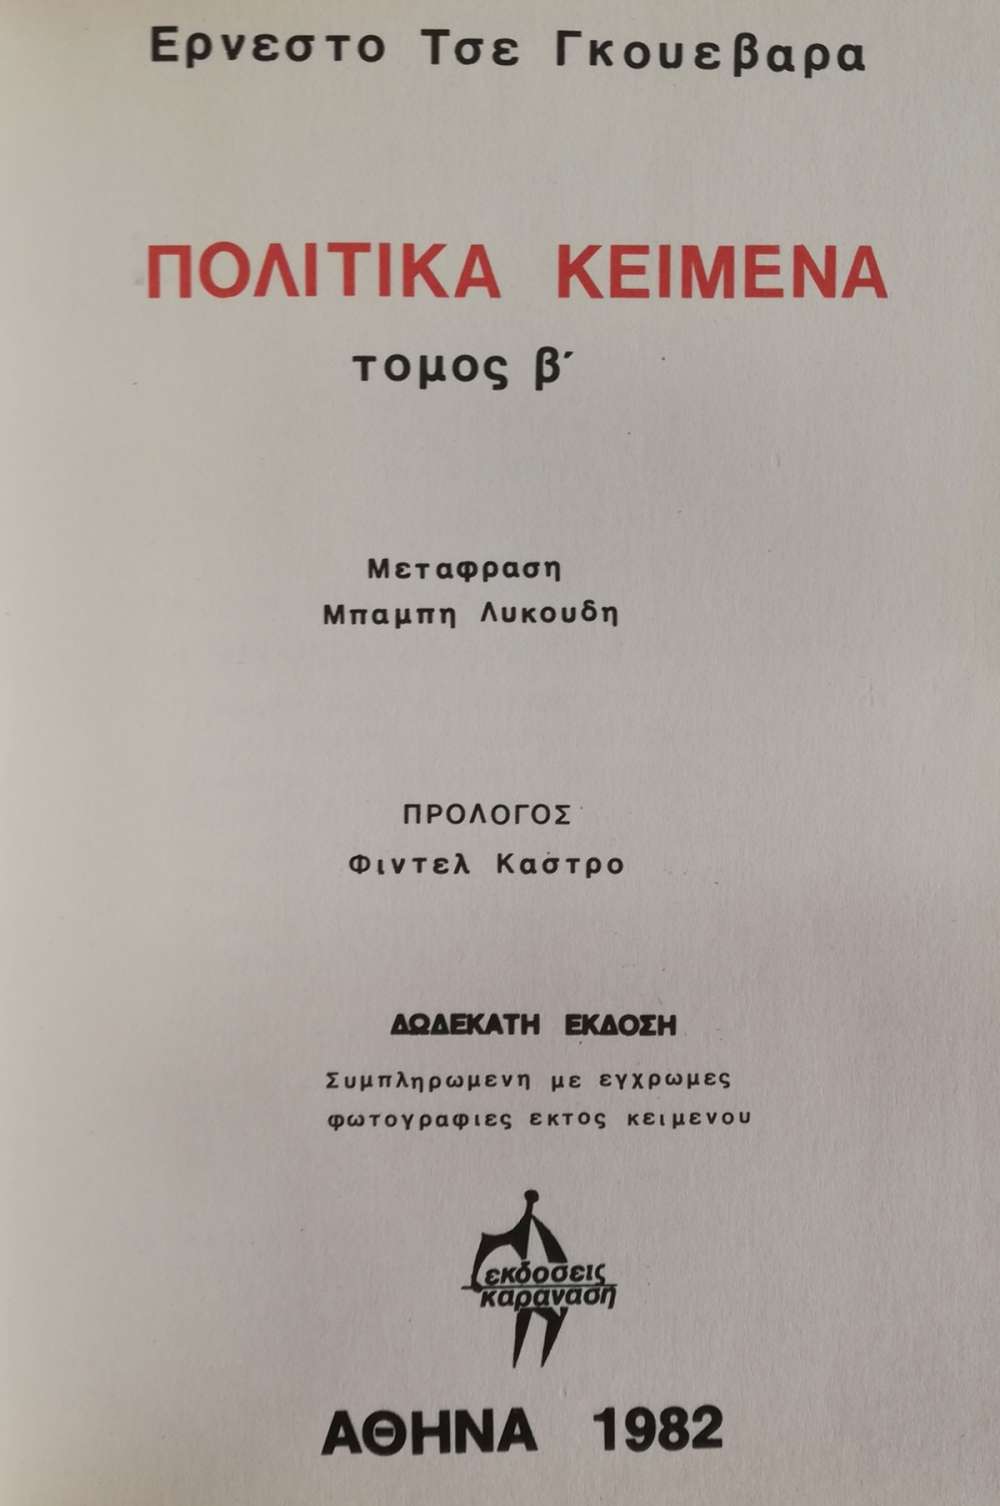 Ερνεστο Τσε Γκουεβαρα
ΠΟΛΙΤΙΚΑ ΚΕΙΜΕΝΑ
τομος β΄
Μεταφραση
Μπαμπη Λυκουδη
ΠΡΟΛΟΓΟΣ
Φιντελ Καστρο
ΔΩΔΕΚΑΤΗ ΕΚΔΟΣΗ
Συμπληρωμενη με εγχρωμες
φωτογραφιες εκτος κειμενου
εκδοσεις
καραναση
ΑΘΗΝΑ 1982